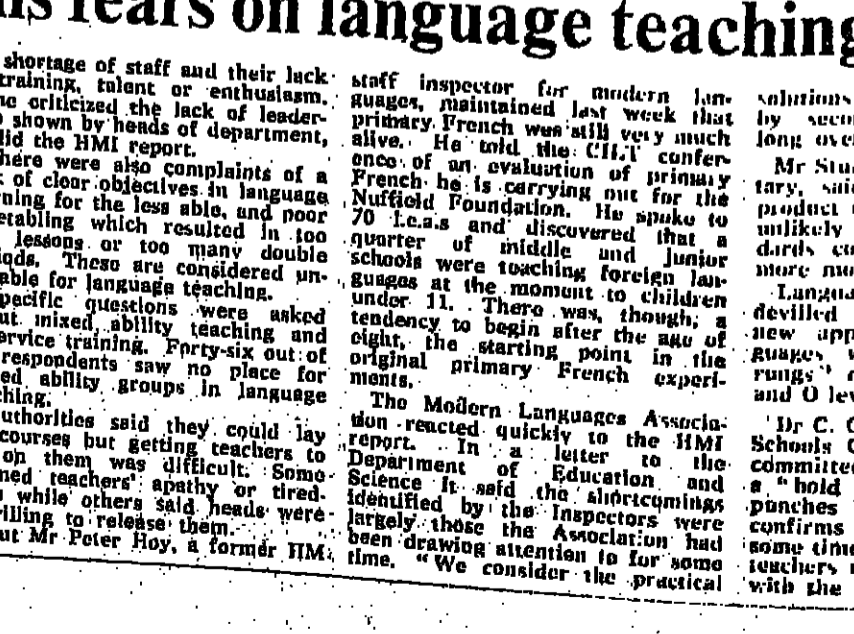 fears on language teaching
shortage of staff and their lack
training, talent or enthusiasm.
criticized the lack of leader-
shown by heads of department,
did the HMI report.
here were also complaints of a
of clear objectives in language
ning for the less able, and poor
etabling which resulted in too
lessons or too many double
iods. These are considered un-
able for language teaching.
pecific questions were asked
ut mixed ability teaching and
ervice training. Forty-six out of
respondents saw no place for
ed ability groups in language
ching.
uthorities said they could lay
courses but getting teachers to
on them was difficult. Some
med teachers' apathy or tired-
while others said heads were
illing to release them.
ut Mr Peter Hoy, a former HM
staff inspector for modern lan-
guages, maintained last week that
primary French was still very much
alive. He told the CILT confer-
ence of an evaluation of primary
French he is carrying out for the
Nuffield Foundation. He spoke to
70 l.e.a.s and discovered that a
quarter of middle and junior
schools were teaching foreign lan-
guages at the moment to children
under 11. There was, though, a
tendency to begin after the age of
eight, the starting point in the
original primary French experi-
ments.
The Modern Languages Associa-
tion reacted quickly to the HMI
report. In a letter to the
Department of Education and
Science it said the shortcomings
identified by the Inspectors were
largely those the Association had
been drawing attention to for some
time. "We consider the practical
solutions
by seco
long ove
Mr Stu
tary, sai
product
unlikely
dards co
more mo
Langua
devilled
new app
guages
rungs"
and O lev
Dr C.
Schools
committee
a "hold
punches
confirms
some time
teachers
with the